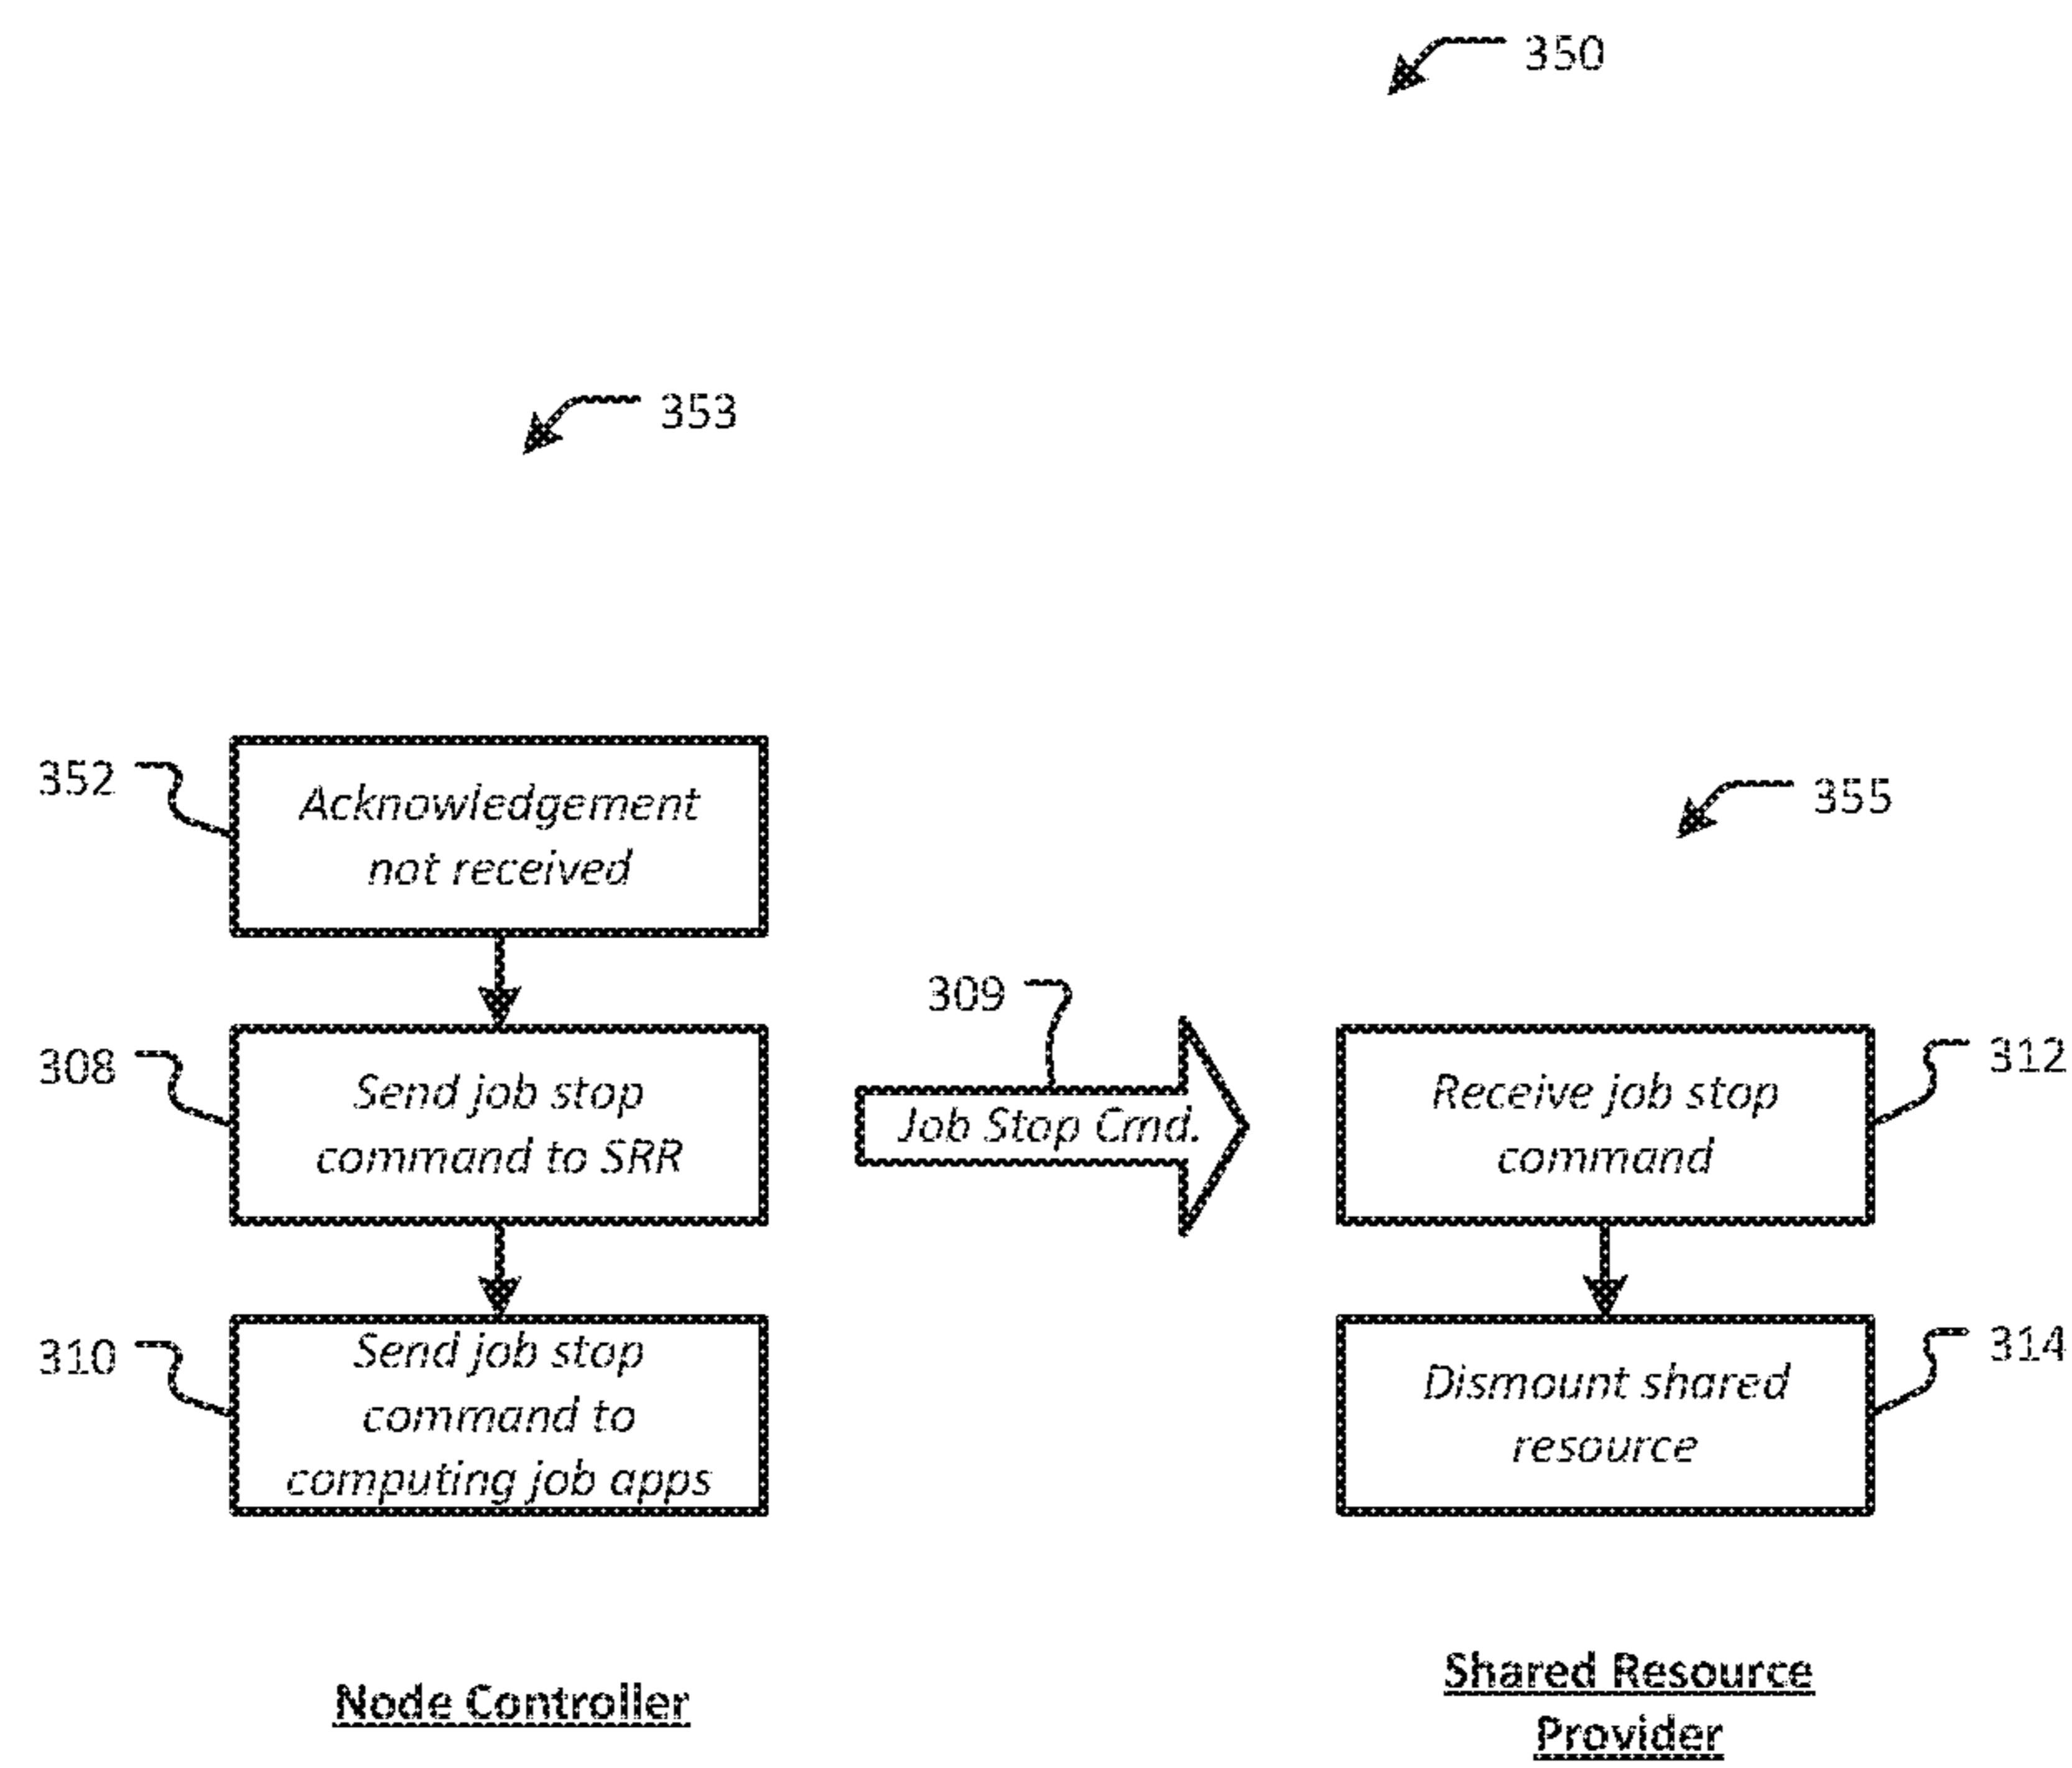 350
353
352
Acknowledgement
not received
355
309
308
Send job stop
command to SRR
Job Stop Cmd.
Receive job stop
command
312
310
Send job stop
command to
computing job apps
Dismount shared
resource
314
Node Controller
Shared Resource
Provider